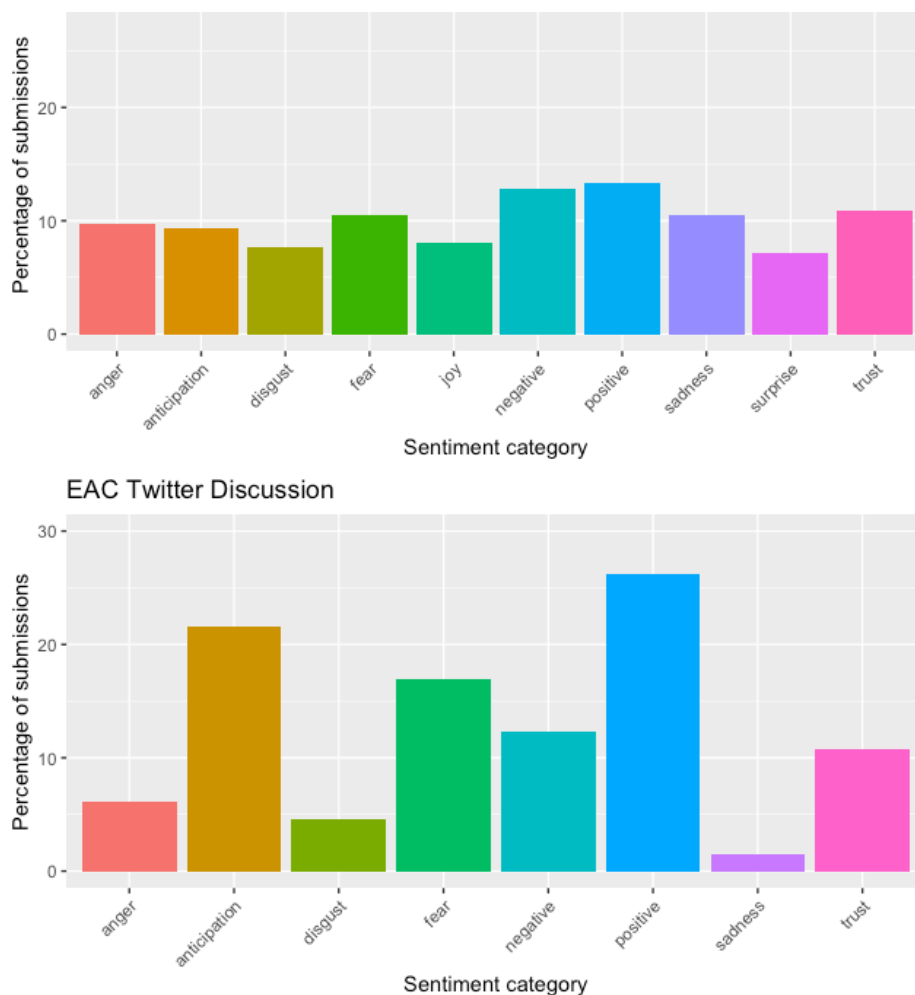 Percentage of submissions
20
10
0
anger
anticipation
disgust
fear
joy
negative
positive
sadness
surprise
trust
Sentiment category
EAC Twitter Discussion
Percentage of submissions
30
20
10
0
anger
anticipation
disgust
fear
negative
positive
sadness
trust
Sentiment category